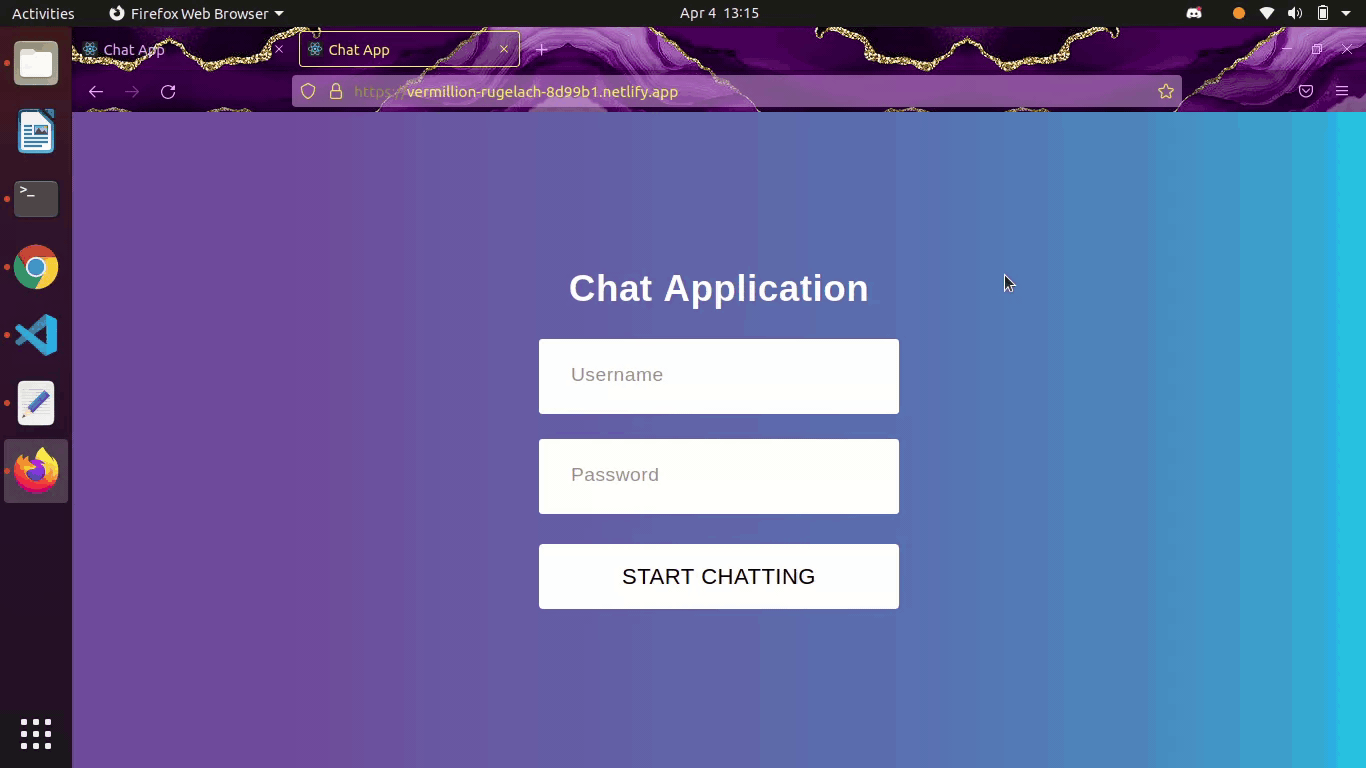 Activities
Firefox Web Browser
Apr 4 13:15
Chat App
Chat App
https://vermillion-rugelach-8d99b1.netlify.app
>_
Chat Application
Username
Password
START CHATTING